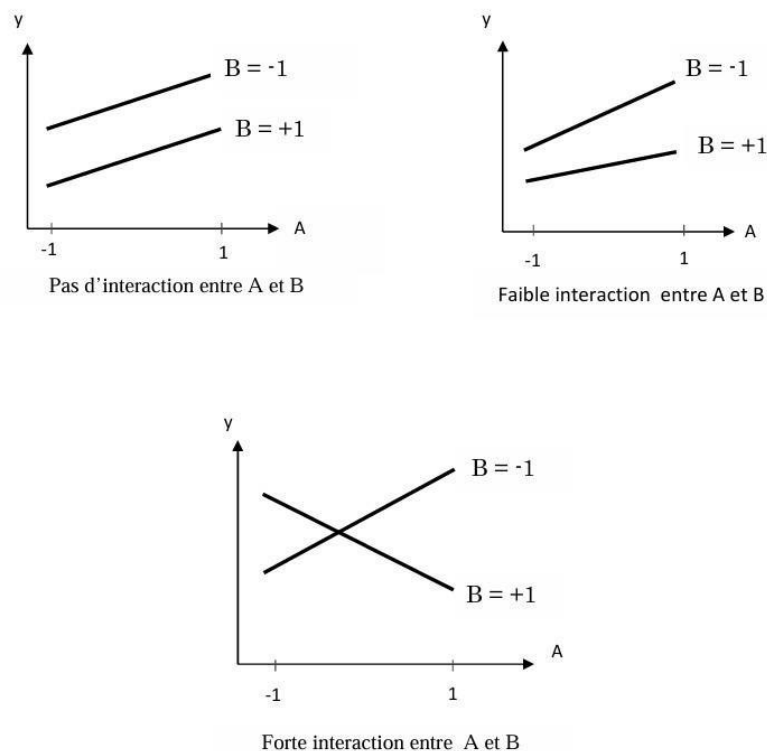 y
B = -1
B = +1
A
-1
1
Pas d'interaction entre A et B
y
B = -1
B = +1
A
-1
1
Faible interaction entre A et B
y
B = -1
B = +1
A
-1
1
Forte interaction entre A et B